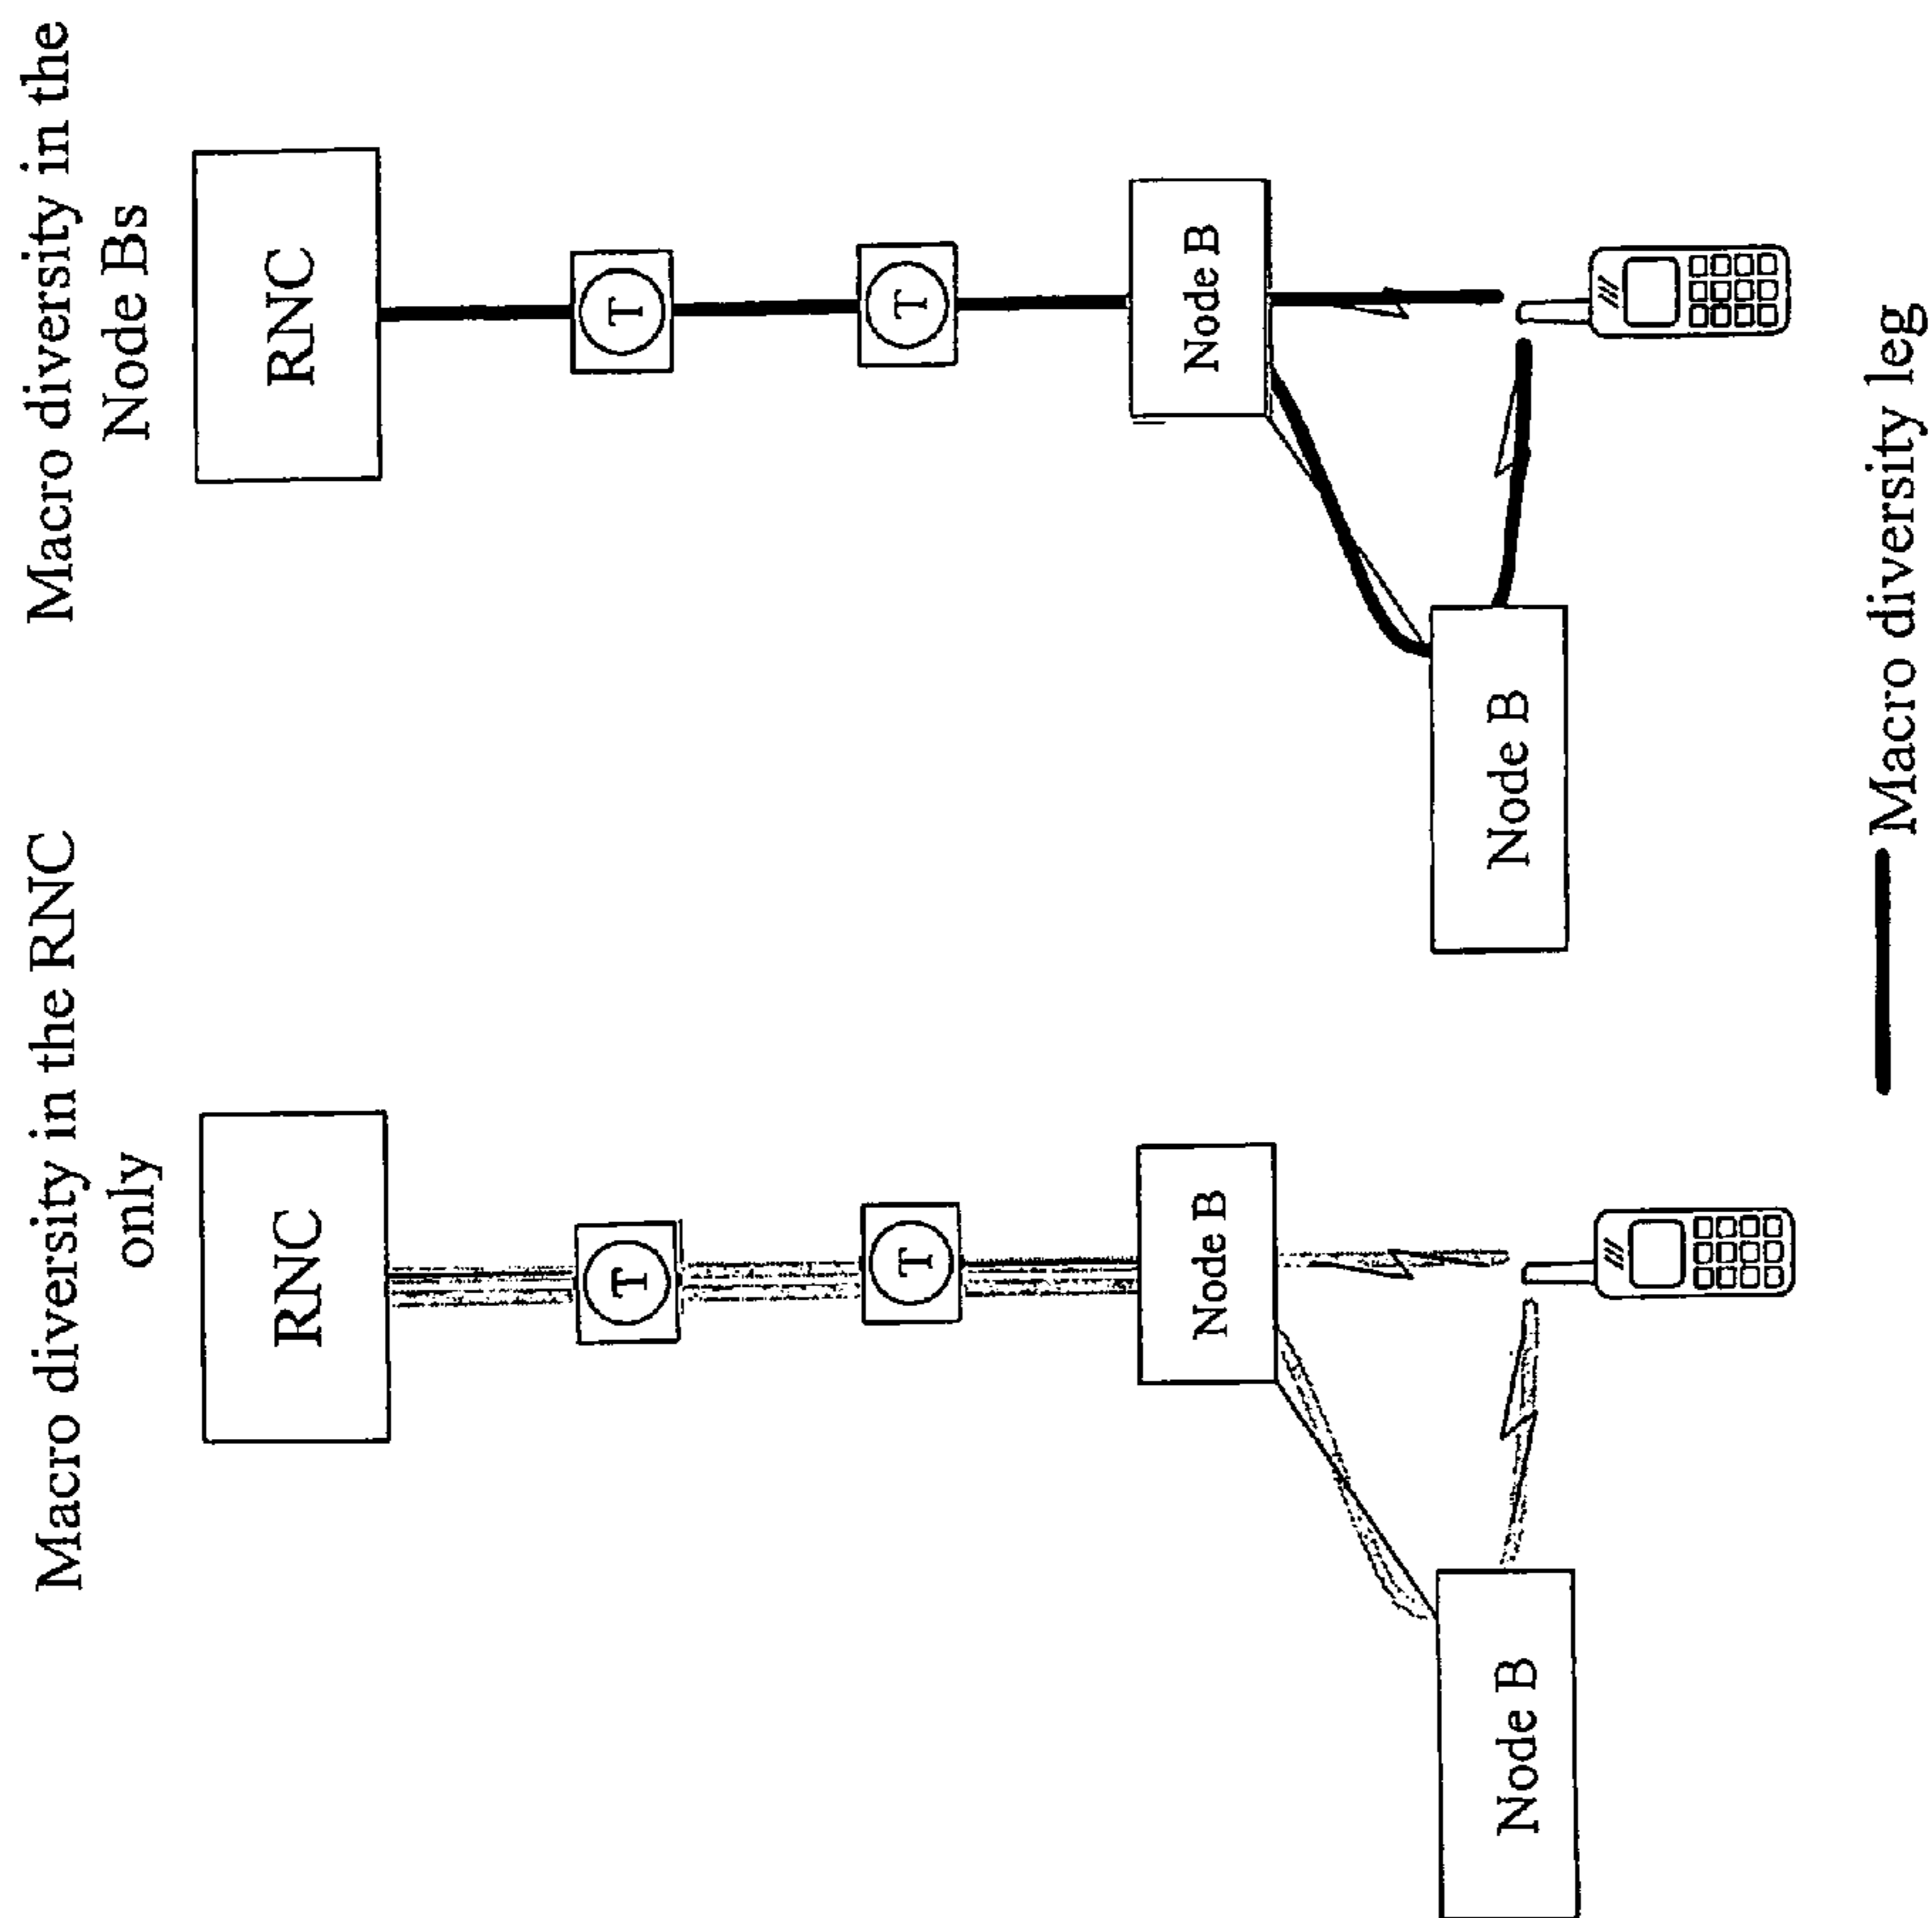 Macro diversity in the RNC
only
RNC
T
T
Node B
Node B
Macro diversity in the
Node Bs
RNC
T
T
Node B
Node B
Macro diversity leg